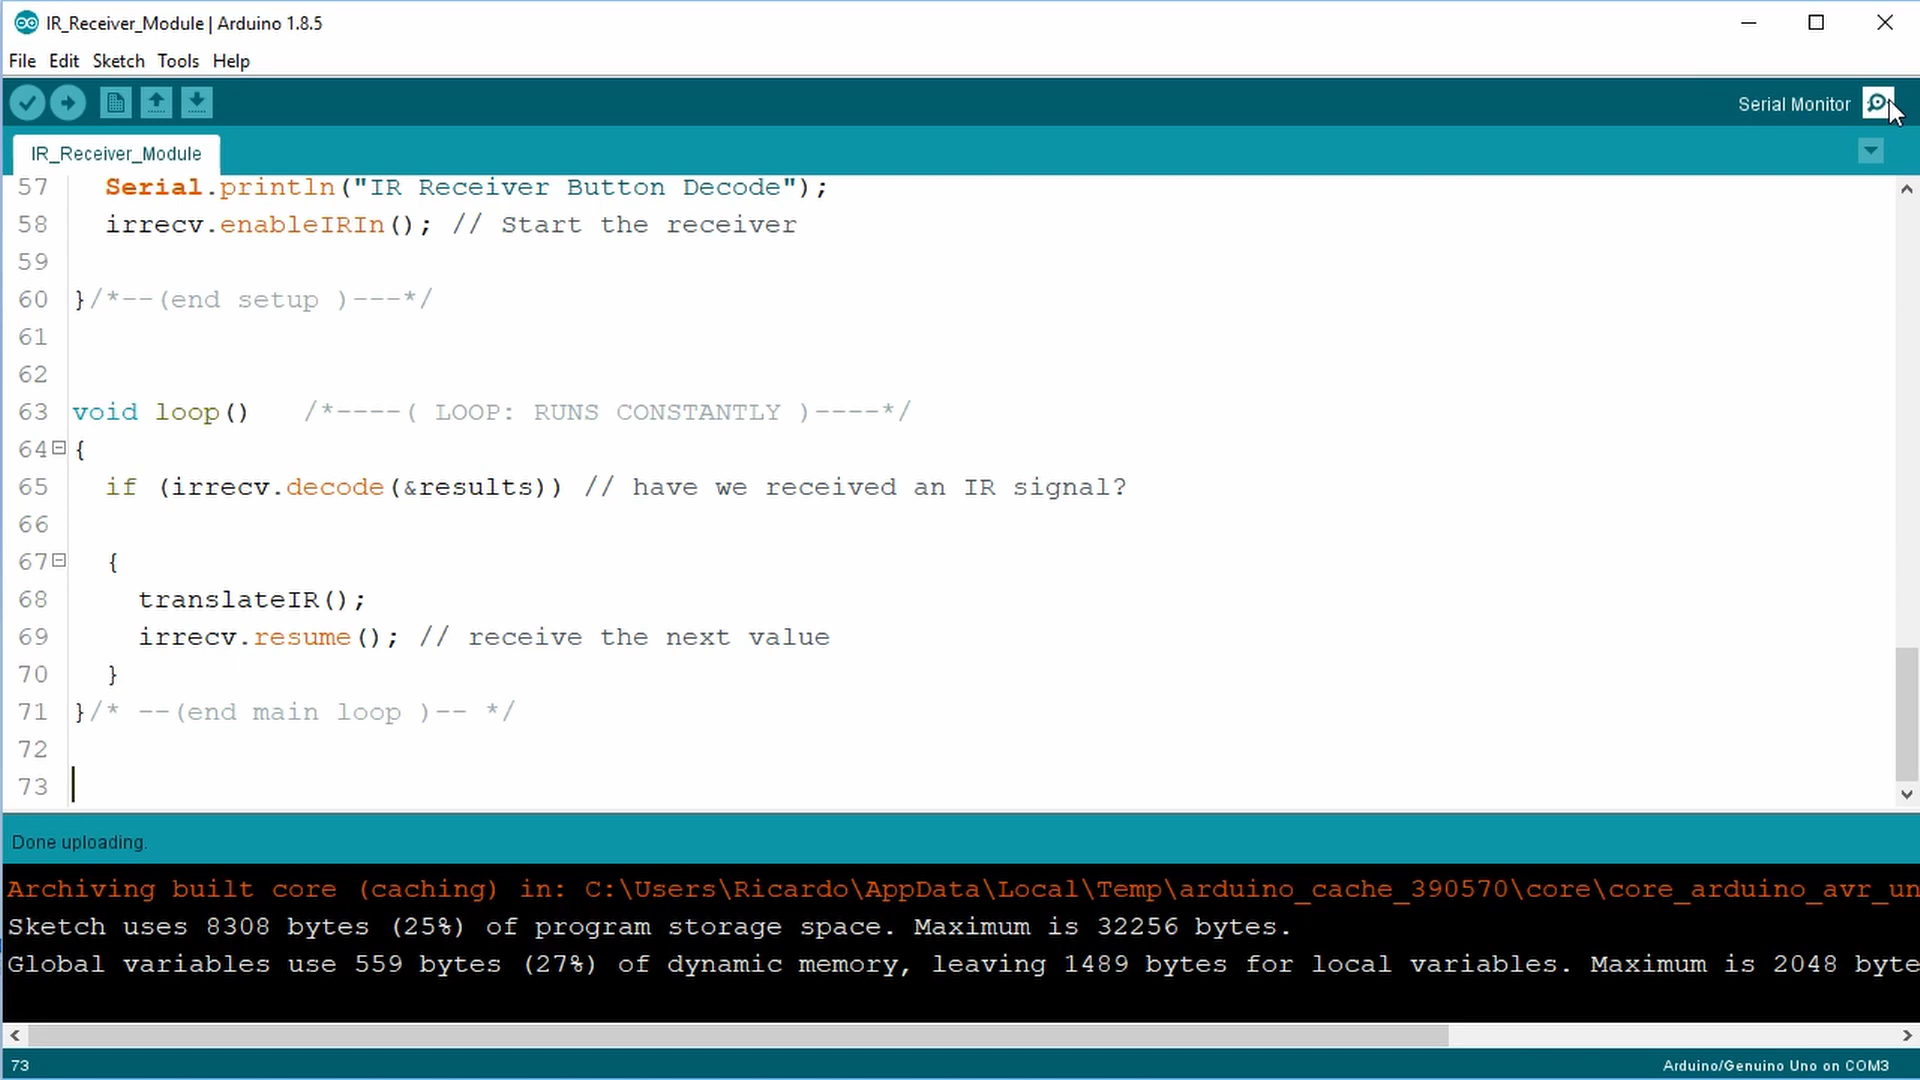 IR_Receiver_Module | Arduino 1.8.5
File Edit Sketch Tools Help
Serial Monitor
IR_Receiver_Module
57 Serial.println("IR Receiver Button Decode");
58 irrecv.enableIRIn(); // Start the receiver
59
60 }/*--(end setup )---*/
61
62
63 void loop() /*----( LOOP: RUNS CONSTANTLY )----*/
64 {
65 if (irrecv.decode(&results)) // have we received an IR signal?
66
67 {
68 translateIR();
69 irrecv.resume(); // receive the next value
70 }
71 }/* --(end main loop )-- */
72
73
Done uploading.
Archiving built core (caching) in: C:\Users\Ricardo\AppData\Local\Temp\arduino_cache_390570\core\core_arduino_avr_un
Sketch uses 8308 bytes (25%) of program storage space. Maximum is 32256 bytes.
Global variables use 559 bytes (27%) of dynamic memory, leaving 1489 bytes for local variables. Maximum is 2048 byte
73
Arduino/Genuino Uno on COM3